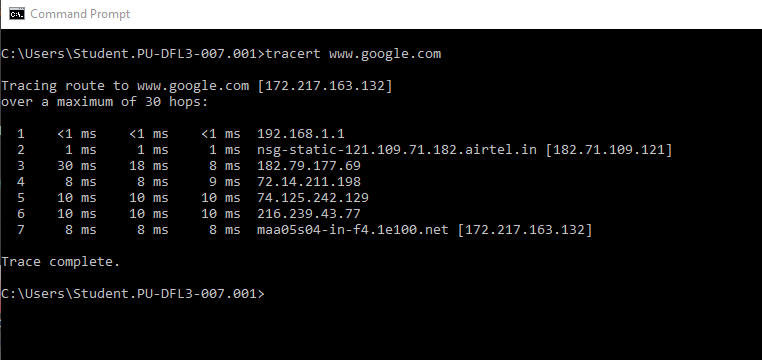 Command Prompt
C:\Users\Student.PU-DFL3-007.001>tracert www.google.com
Tracing route to www.google.com [172.217.163.132]
over a maximum of 30 hops:
1 <1 ms <1 ms <1 ms 192.168.1.1
2 1 ms 1 ms 1 ms nsg-static-121.109.71.182.airtel.in [182.71.109.121]
3 30 ms 18 ms 8 ms 182.79.177.69
4 8 ms 8 ms 9 ms 72.14.211.198
5 10 ms 10 ms 10 ms 74.125.242.129
6 10 ms 10 ms 10 ms 216.239.43.77
7 8 ms 8 ms 8 ms maa05s04-in-f4.1e100.net [172.217.163.132]
Trace complete.
C:\Users\Student.PU-DFL3-007.001>